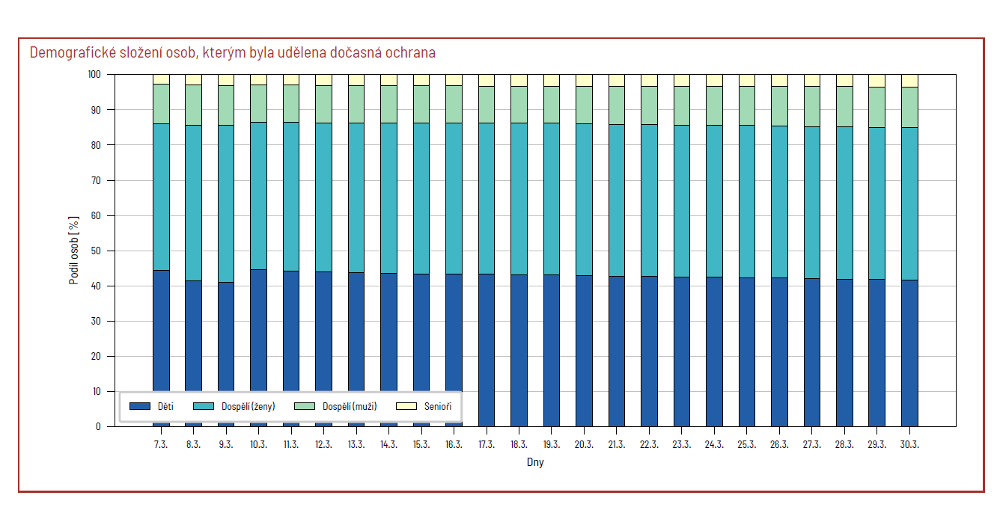 Demografické složení osob, kterým byla udělena dočasná ochrana
100
90
80
70
60
50
40
30
20
10
0
Podíl osob [%]
Děti Dospělí (ženy) Dospělí (muži) Senioři
7.3. 8.3. 9.3. 10.3. 11.3. 12.3. 13.3. 14.3. 15.3. 16.3. 17.3. 18.3. 19.3. 20.3. 21.3. 22.3. 23.3. 24.3. 25.3. 26.3. 27.3. 28.3. 29.3. 30.3.
Dny